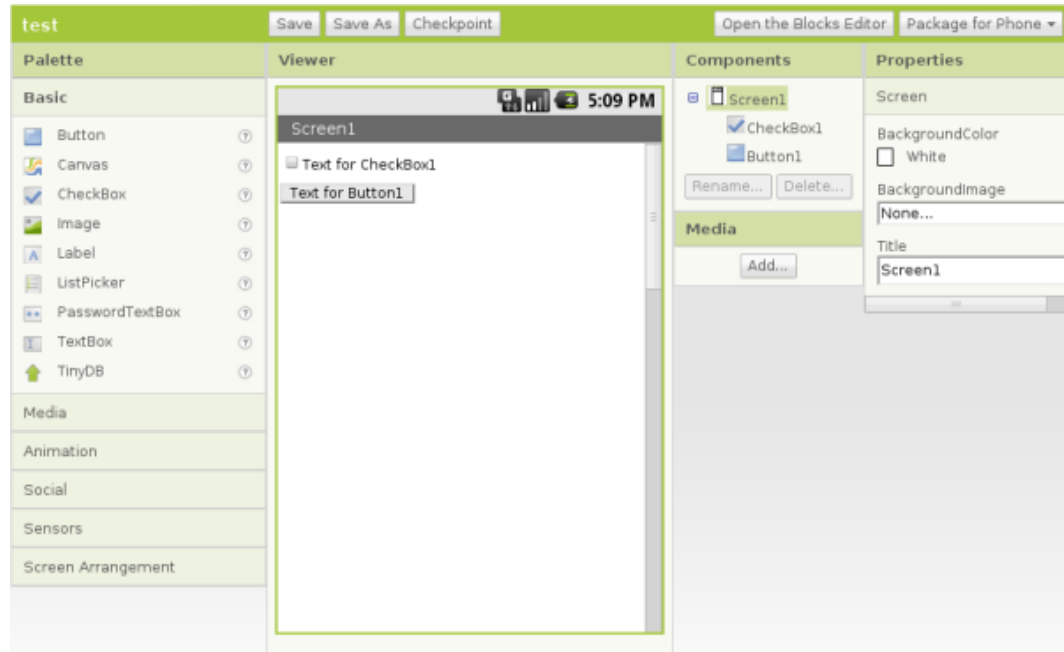 test
Save
Save As
Checkpoint
Open the Blocks Editor
Package for Phone
Palette
Basic
Button
Canvas
CheckBox
Image
Label
ListPicker
PasswordTextBox
TextBox
TinyDB
Media
Animation
Social
Sensors
Screen Arrangement
Viewer
5:09 PM
Screen1
Text for CheckBox1
Text for Button1
Components
Screen1
CheckBox1
Button1
Rename...
Delete...
Media
Add...
Properties
Screen
BackgroundColor
White
BackgroundImage
None...
Title
Screen1